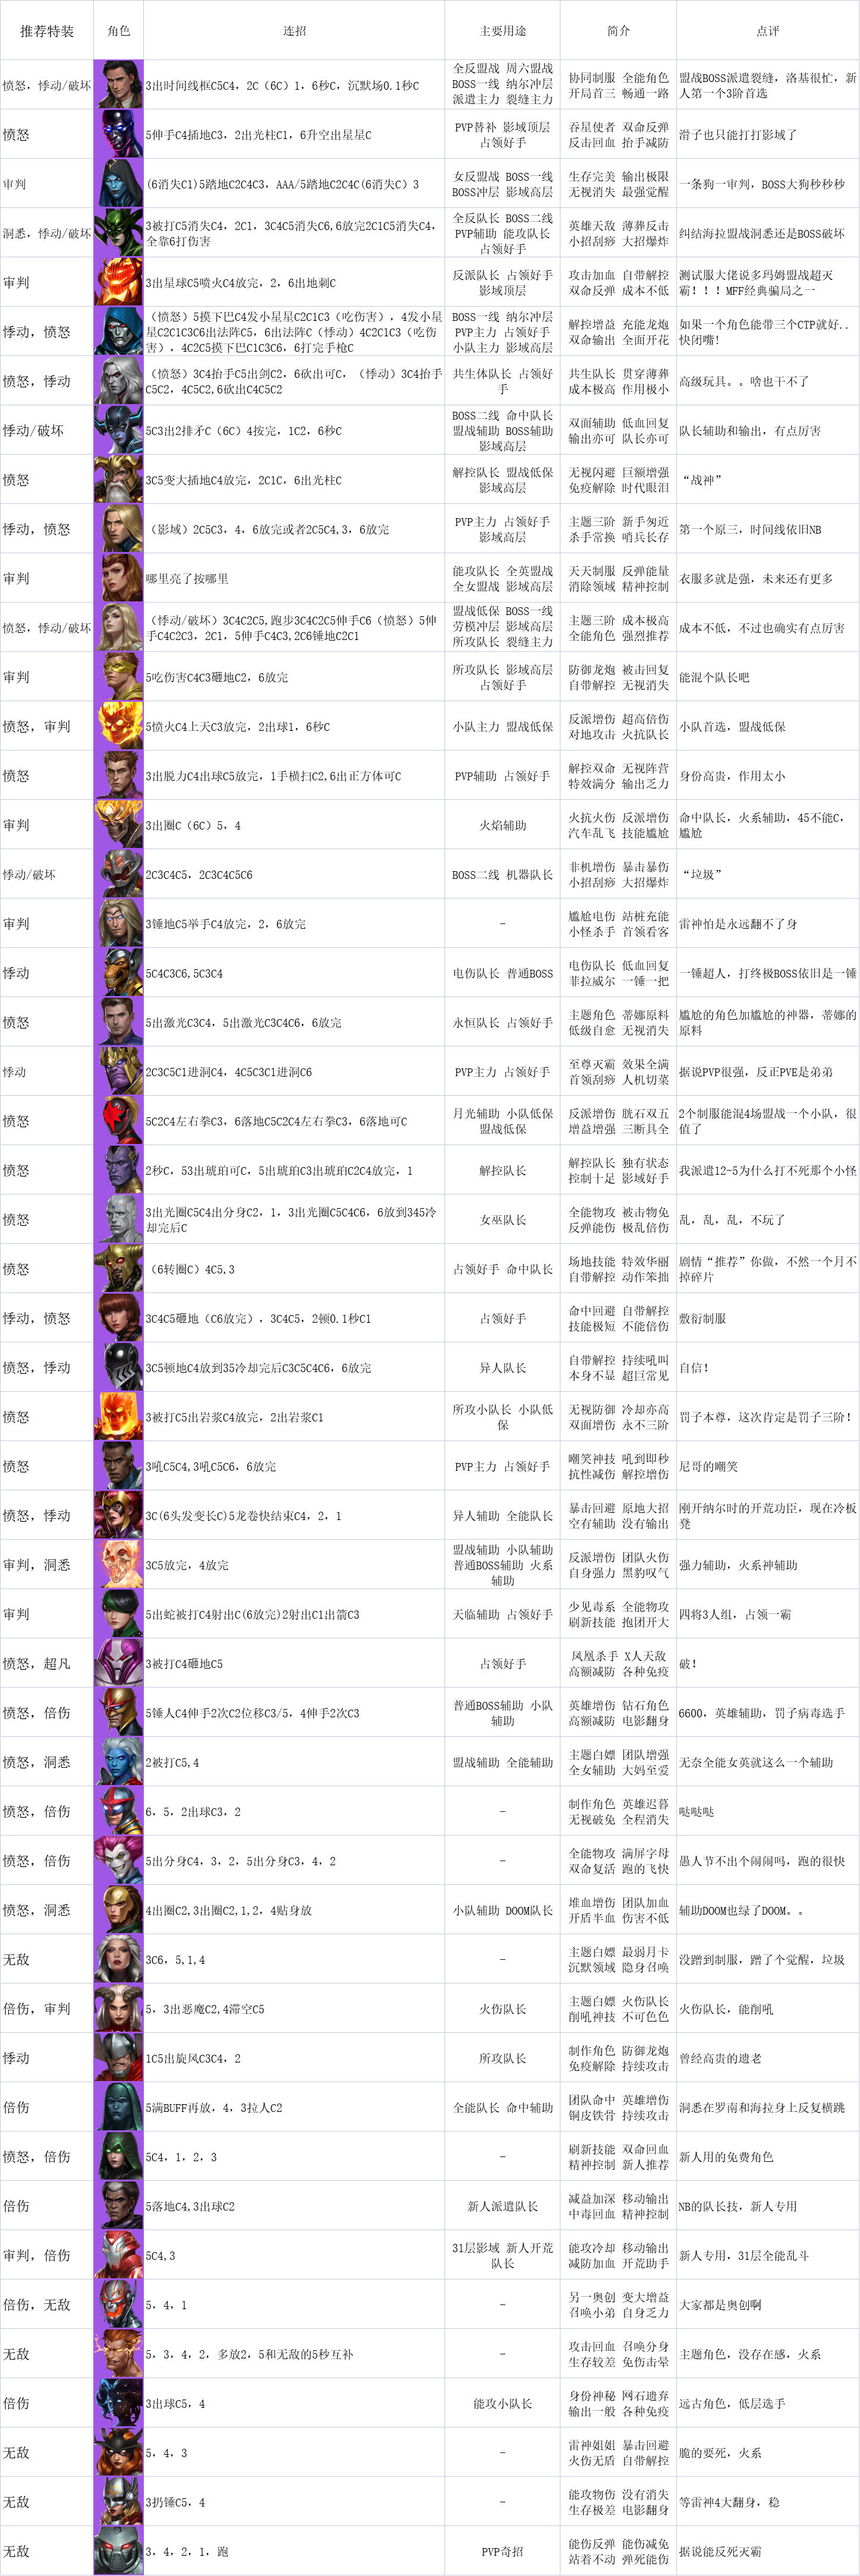 推荐特装 角色 连招 主要用途 简介 点评
愤怒，悸动/破坏 3出时间线框C5C4，2C（6C）1，6秒C，沉默场0.1秒C 全反盟战 周六盟战 BOSS一线 纳尔冲层 派遣主力 裂缝主力 协同制服 全能角色 开局首三 畅通一路 盟战BOSS派遣裂缝，洛基很忙，新人第一个3阶首选
愤怒 5伸手C4插地C3，2出光柱C1，6升空出星星C PVP替补 影域顶层 占领好手 吞星使者 双命反弹 反击回血 抬手减防 滑子也只能打打影域了
审判 (6消失C1)5踏地C2C4C3，AAA/5踏地C2C4C(6消失C）3 女反盟战 BOSS一线 BOSS冲层 影域高层 生存完美 输出极限 无视消失 最强觉醒 一条狗一审判，BOSS大狗秒秒秒
洞悉，悸动/破坏 3被打C5消失C4，2C1，3C4C5消失C6,6放完2C1C5消失C4，全靠6打伤害 全反队长 BOSS二线 PVP辅助 能攻队长 占领好手 英雄天敌 薄葬反击 小招刮痧 大招爆炸 纠结海拉盟战洞悉还是BOSS破坏
审判 3出星球C5喷火C4放完，2，6出地刺C 反派队长 占领好手 影域顶层 攻击加血 自带解控 双命反弹 成本不低 测试服大佬说多玛姆盟战超灭霸！！！MFF经典骗局之一
悸动，愤怒 （愤怒）5摸下巴C4发小星星C2C1C3（吃伤害），4发小星星C2C1C3C6出法阵C5，6出法阵C（悸动）4C2C1C3（吃伤害），4C2C5摸下巴C1C3C6，6打完手枪C BOSS一线 纳尔冲层 PVP主力 占领好手 小队主力 影域高层 解控增益 充能龙炮 双命输出 全面开花 如果一个角色能带三个CTP就好..快闭嘴!
愤怒，悸动 （愤怒）3C4抬手C5出剑C2，6砍出可C，（悸动）3C4抬手C5C2，4C5C2,6砍出C4C5C2 共生体队长 占领好手 共生队长 贯穿薄葬 成本极高 作用极小 高级玩具。。啥也干不了
悸动/破坏 5C3出2排矛C（6C）4按完，1C2，6秒C BOSS二线 命中队长 盟战辅助 BOSS辅助 影域高层 双面辅助 低血回复 输出亦可 队长亦可 队长辅助和输出，有点厉害
愤怒 3C5变大插地C4放完，2C1C，6出光柱C 解控队长 盟战低保 影域高层 无视闪避 巨额增强 免疫解除 时代眼泪 “战神”
悸动，愤怒 （影域）2C5C3，4，6放完或者2C5C4,3，6放完 PVP主力 占领好手 影域高层 主题三阶 新手匆近 杀手常换 哨兵长存 第一个原三，时间线依旧NB
审判 哪里亮了按哪里 能攻队长 全英盟战 全女盟战 影域高层 天天制服 反弹能量 消除领域 精神控制 衣服多就是强，未来还有更多
愤怒，悸动/破坏 （悸动/破坏）3C4C2C5,跑步3C4C2C5伸手C6（愤怒）5伸手C4C2C3，2C1，5伸手C4C3,2C6锤地C2C1 盟战低保 BOSS一线 劳模冲层 影域高层 所攻队长 裂缝主力 主题三阶 成本极高 全能角色 强烈推荐 成本不低，不过也确实有点厉害
审判 5吃伤害C4C3砸地C2，6放完 所攻队长 影域高层 占领好手 防御龙炮 被击回复 自带解控 无视消失 能混个队长吧
愤怒，审判 5愤火C4上天C3放完，2出球1，6秒C 小队主力 盟战低保 反派增伤 超高倍伤 对地攻击 火抗队长 小队首选，盟战低保
愤怒 3出脱力C4出球C5放完，1手横扫C2,6出正方体可C PVP辅助 占领好手 解控双命 无视阵营 特效满分 输出乏力 身份高贵，作用太小
审判 3出圈C（6C）5，4 火焰辅助 火抗火伤 反派增伤 汽车乱飞 技能尴尬 命中队长，火系辅助，45不能C，尴尬
悸动/破坏 2C3C4C5，2C3C4C5C6 BOSS二线 机器队长 非机增伤 暴击暴伤 小招刮痧 大招爆炸 “垃圾”
审判 3锤地C5举手C4放完，2，6放完 - 尴尬电伤 站桩充能 小怪杀手 首领看客 雷神怕是永远翻不了身
悸动 5C4C3C6,5C3C4 电伤队长 普通BOSS 电伤队长 低血回复 菲拉威尔 一锤一把 一锤超人，打终极BOSS依旧是一锤
愤怒 5出激光C3C4，5出激光C3C4C6，6放完 永恒队长 占领好手 主题角色 蒂娜原料 低级自愈 无视消失 尴尬的角色加尴尬的神器，蒂娜的原料
悸动 2C3C5C1进洞C4，4C5C3C1进洞C6 PVP主力 占领好手 至尊灭霸 效果全满 首领刮痧 人机切菜 据说PVP很强，反正PVE是弟弟
愤怒 5C2C4左右拳C3，6落地C5C2C4左右拳C3，6落地可C 月光辅助 小队低保 盟战低保 反派增伤 胱石双五 增益增强 三断具全 2个制服能混4场盟战一个小队，很值了
愤怒 2秒C，53出琥珀可C，5出琥珀C3出琥珀C2C4放完，1 解控队长 解控队长 独有状态 控制十足 影域好手 我派遣12-5为什么打不死那个小怪
愤怒 3出光圈C5C4出分身C2，1，3出光圈C5C4C6，6放到345冷却完后C 女巫队长 全能物攻 被击物免 反弹能伤 极乱倍伤 乱，乱，乱，不玩了
愤怒 （6转圈C）4C5,3 占领好手 命中队长 场地技能 特效华丽 自带解控 动作笨拙 剧情“推荐”你做，不然一个月不掉碎片
悸动，愤怒 3C4C5砸地（C6放完），3C4C5，2顿0.1秒C1 占领好手 命中回避 自带解控 技能极短 不能倍伤 敷衍制服
愤怒，悸动 3C5顿地C4放到35冷却完后C3C5C4C6，6放完 异人队长 自带解控 持续吼叫 本身不显 超巨常见 自信！
愤怒 3被打C5出岩浆C4放完，2出岩浆C1 所攻小队长 小队低保 无视防御 冷却亦高 双面增伤 永不三阶 罚子本尊，这次肯定是罚子三阶！
愤怒 3吼C5C4,3吼C5C6，6放完 PVP主力 占领好手 嘲笑神技 吼到即秒 抗性减伤 解控增伤 尼哥的嘲笑
愤怒，悸动 3C(6头发变长C)5龙卷快结束C4，2，1 异人辅助 全能队长 暴击回避 原地大招 空有辅助 没有输出 刚开纳尔时的开荒功臣，现在冷板凳
审判，洞悉 3C5放完，4放完 盟战辅助 小队辅助 普通BOSS辅助 火系辅助 反派增伤 团队火伤 自身强力 黑豹叹气 强力辅助，火系神辅助
审判 5出蛇被打C4射出C(6放完)2射出C1出箭C3 天临辅助 占领好手 少见毒系 全能物攻 刷新技能 抱团开大 四将3人组，占领一霸
愤怒，超凡 3被打C4砸地C5 占领好手 凤凰杀手 X人天敌 高额减防 各种免疫 破！
愤怒，倍伤 5锤人C4伸手2次C2位移C3/5，4伸手2次C3 普通BOSS辅助 小队辅助 英雄增伤 钻石角色 高额减防 电影翻身 6600，英雄辅助，罚子病毒选手
愤怒，洞悉 2被打C5,4 盟战辅助 全能辅助 主题白嫖 团队增强 全女辅助 大妈至爱 无奈全能女英就这么一个辅助
愤怒，倍伤 6，5，2出球C3，2 - 制作角色 英雄迟暮 无视破免 全程消失 哒哒哒
愤怒，倍伤 5出分身C4，3，2，5出分身C3，4，2 - 全能物攻 满屏字母 双命复活 跑的飞快 愚人节不出个闹闹吗，跑的很快
愤怒，洞悉 4出圈C2,3出圈C2,1,2，4贴身放 小队辅助 DOOM队长 堆血增伤 团队加血 开盾半血 伤害不低 辅助DOOM也绿了DOOM。。
无敌 3C6，5,1,4 - 主题白嫖 最弱月卡 沉默领域 隐身召唤 没蹭到制服，蹭了个觉醒，垃圾
倍伤，审判 5，3出恶魔C2,4滞空C5 火伤队长 主题白嫖 火伤队长 削吼神技 不可色色 火伤队长，能削吼
悸动 1C5出旋风C3C4，2 所攻队长 制作角色 防御龙炮 免疫解除 持续攻击 曾经高贵的遗老
倍伤 5满BUFF再放，4，3拉人C2 全能队长 命中辅助 团队命中 英雄增伤 铜皮铁骨 持续攻击 洞悉在罗南和海拉身上反复横跳
愤怒，倍伤 5C4，1，2，3 - 刷新技能 双命回血 精神控制 新人推荐 新人用的免费角色
倍伤 5落地C4,3出球C2 新人派遣队长 减益加深 移动输出 中毒回血 精神控制 NB的队长技，新人专用
审判，倍伤 5C4,3 31层影域 新人开荒队长 能攻冷却 移动输出 减防加血 开荒助手 新人专用，31层全能乱斗
倍伤，无敌 5，4，1 - 另一奥创 变大增益 召唤小弟 自身乏力 大家都是奥创啊
无敌 5，3，4，2，多放2，5和无敌的5秒互补 - 攻击回血 召唤分身 生存较差 免伤击晕 主题角色，没存在感，火系
倍伤 3出球C5，4 能攻小队长 身份神秘 网石遗弃 输出一般 各种免疫 远古角色，低层选手
无敌 5，4，3 - 雷神姐姐 暴击回避 火伤无盾 自带解控 脆的要死，火系
无敌 3扔锤C5，4 - 能攻物伤 没有消失 生存极差 电影翻身 等雷神4大翻身，稳
无敌 3，4，2，1，跑 PVP奇招 能伤反弹 能伤减免 站着不动 弹死能伤 据说能反死灭霸